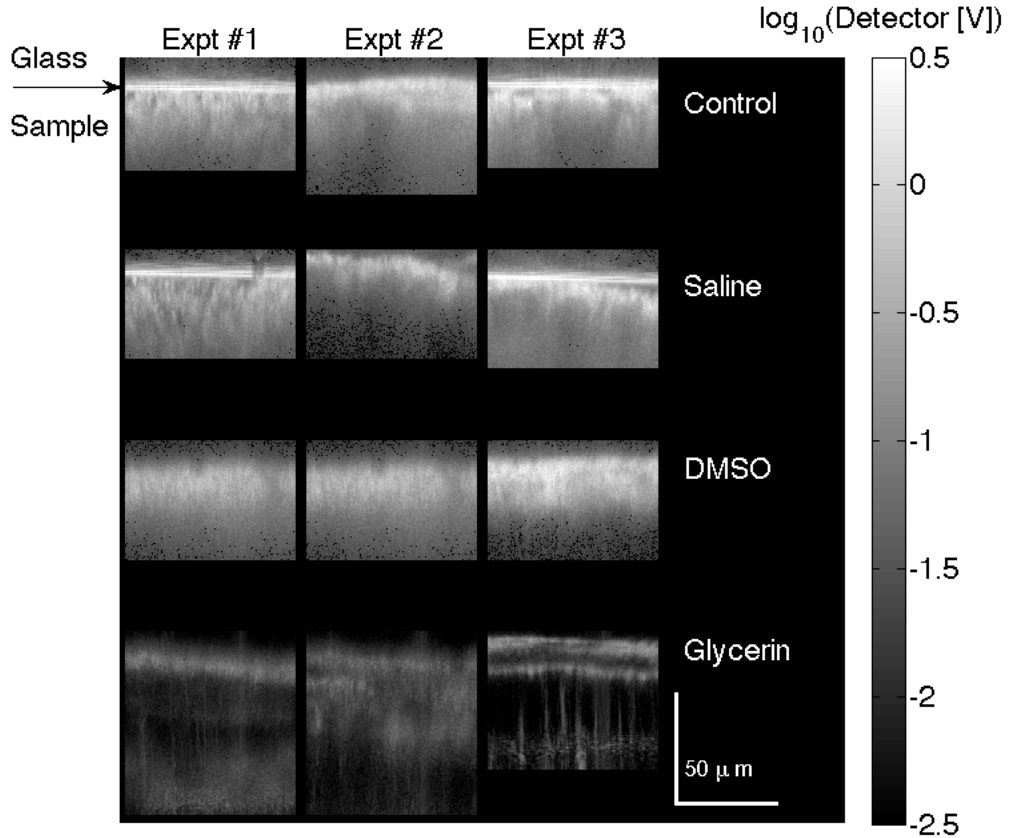 log10(Detector [V])
Expt #1 Expt #2 Expt #3
Glass
Sample
Control
Saline
DMSO
Glycerin
50 μ m
0.5
0
-0.5
-1
-1.5
-2
-2.5